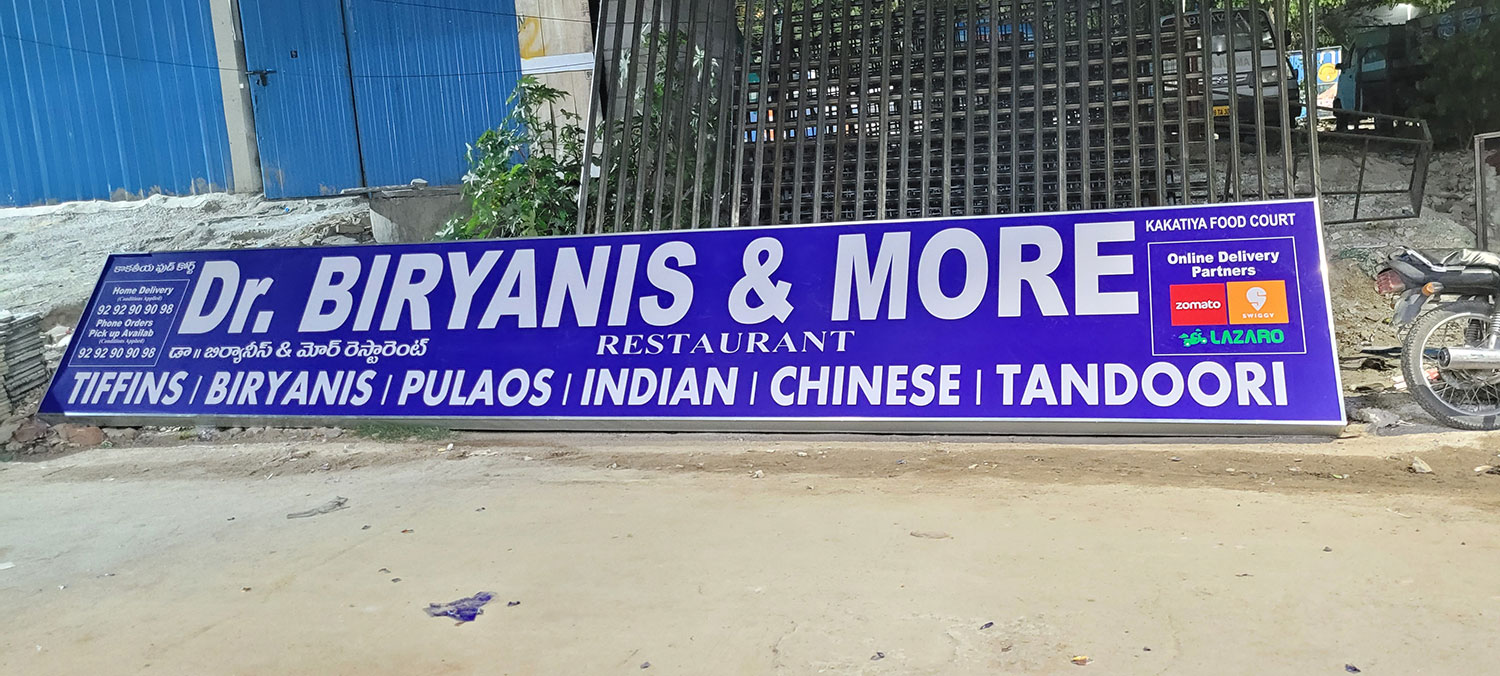 కాకతీయ ఫుడ్ కోర్ట్
Home Delivery
(Conditions Applied)
92 92 90 90 98
Phone Orders
Pick up Availab
(Conditions Applied)
92 92 90 90 98
Dr. BIRYANIS & MORE
RESTAURANT
డా॥ బిర్యానీస్ & మోర్ రెస్టారెంట్
KAKATIYA FOOD COURT
Online Delivery
Partners
zomato
SWIGGY
LAZARO
TIFFINS / BIRYANIS / PULAOS | INDIAN | CHINESE | TANDOORI
2